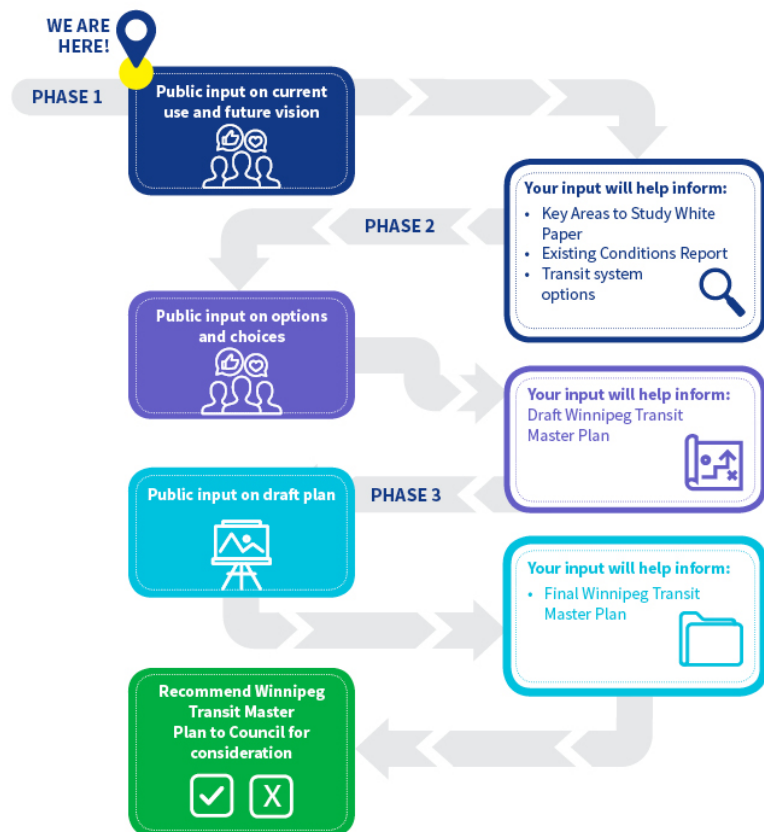 WE ARE
HERE!
PHASE 1
Public input on current
use and future vision
Your input will help inform:
• Key Areas to Study White
Paper
• Existing Conditions Report
• Transit system
options
PHASE 2
Public input on options
and choices
Your input will help inform:
Draft Winnipeg Transit
Master Plan
PHASE 3
Public input on draft plan
Your input will help inform:
• Final Winnipeg Transit
Master Plan
Recommend Winnipeg
Transit Master
Plan to Council for
consideration
X